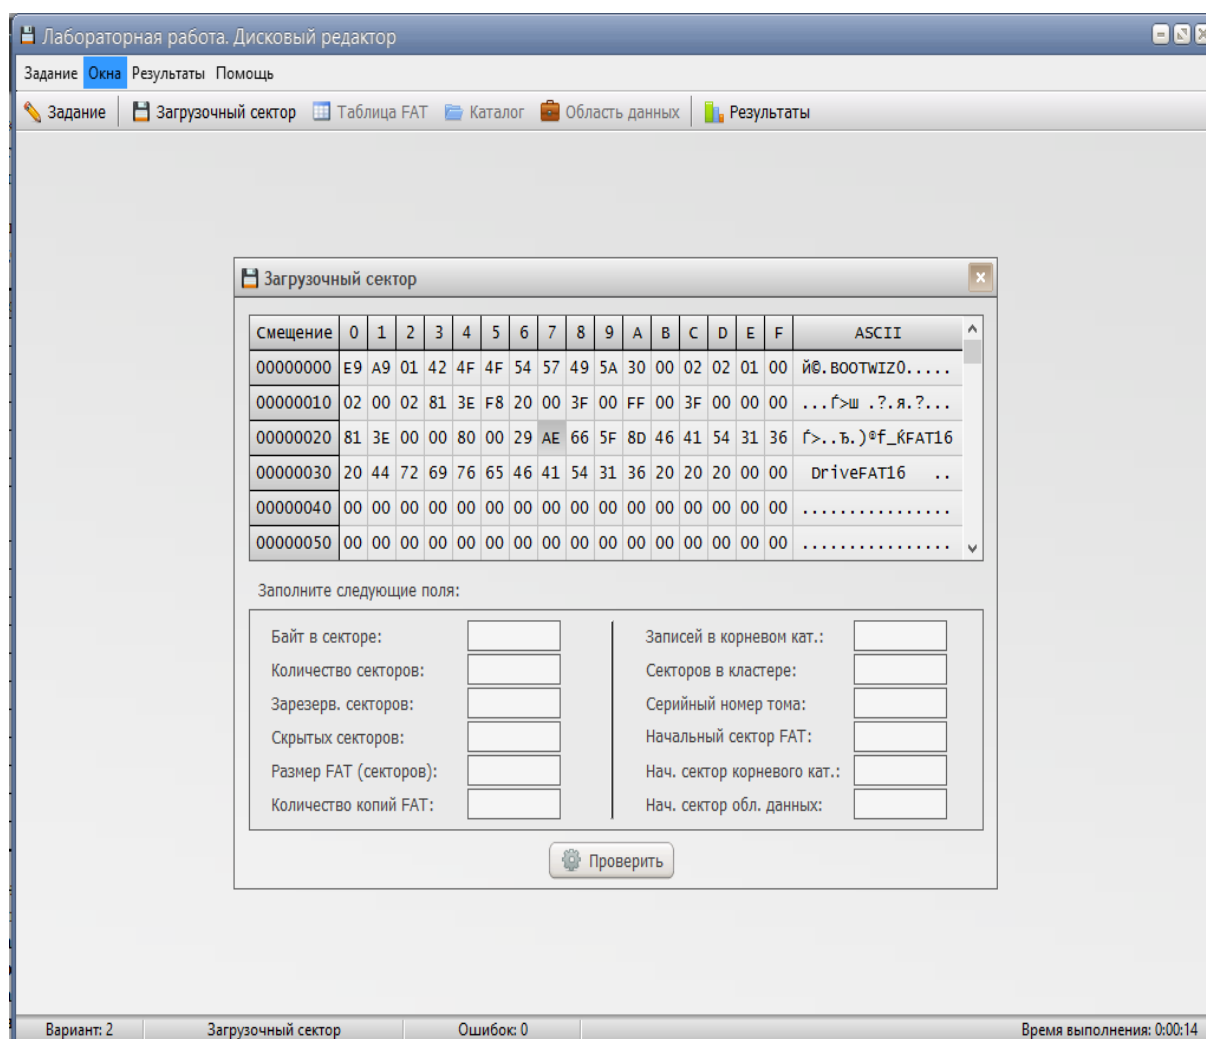 Лабораторная работа. Дисковый редактор
Задание Окна Результаты Помощь
Задание Загрузочный сектор Таблица FAT Каталог Область данных Результаты
Загрузочный сектор
Смещение 0 1 2 3 4 5 6 7 8 9 A B C D E F ASCII
00000000 E9 A9 01 42 4F 4F 54 57 49 5A 30 00 02 02 01 00 й©.BOOTWIZ0.....
00000010 02 00 02 81 3E F8 20 00 3F 00 FF 00 3F 00 00 00 ...Ѓ>ш .?.я.?...
00000020 81 3E 00 00 80 00 29 AE 66 5F 8D 46 41 54 31 36 Ѓ>..Ђ.)®f_ЌFAT16
00000030 20 44 72 69 76 65 46 41 54 31 36 20 20 20 00 00 DriveFAT16 ..
00000040 00 00 00 00 00 00 00 00 00 00 00 00 00 00 00 00 ................
00000050 00 00 00 00 00 00 00 00 00 00 00 00 00 00 00 00 ................
Заполните следующие поля:
Байт в секторе: Записей в корневом кат.:
Количество секторов: Секторов в кластере:
Зарезерв. секторов: Серийный номер тома:
Скрытых секторов: Начальный сектор FAT:
Размер FAT (секторов): Нач. сектор корневого кат.:
Количество копий FAT: Нач. сектор обл. данных:
Проверить
Вариант: 2 Загрузочный сектор Ошибок: 0 Время выполнения: 0:00:14